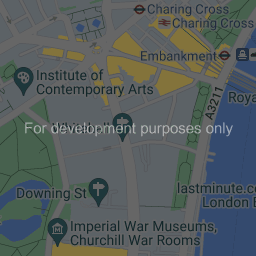 Charing Cross
Charing Cross
Embankment
Institute of
Contemporary Arts
A3211
Roya
For development purposes only
Downing St
lastminute.co
London E
Imperial War Museums,
Churchill War Rooms